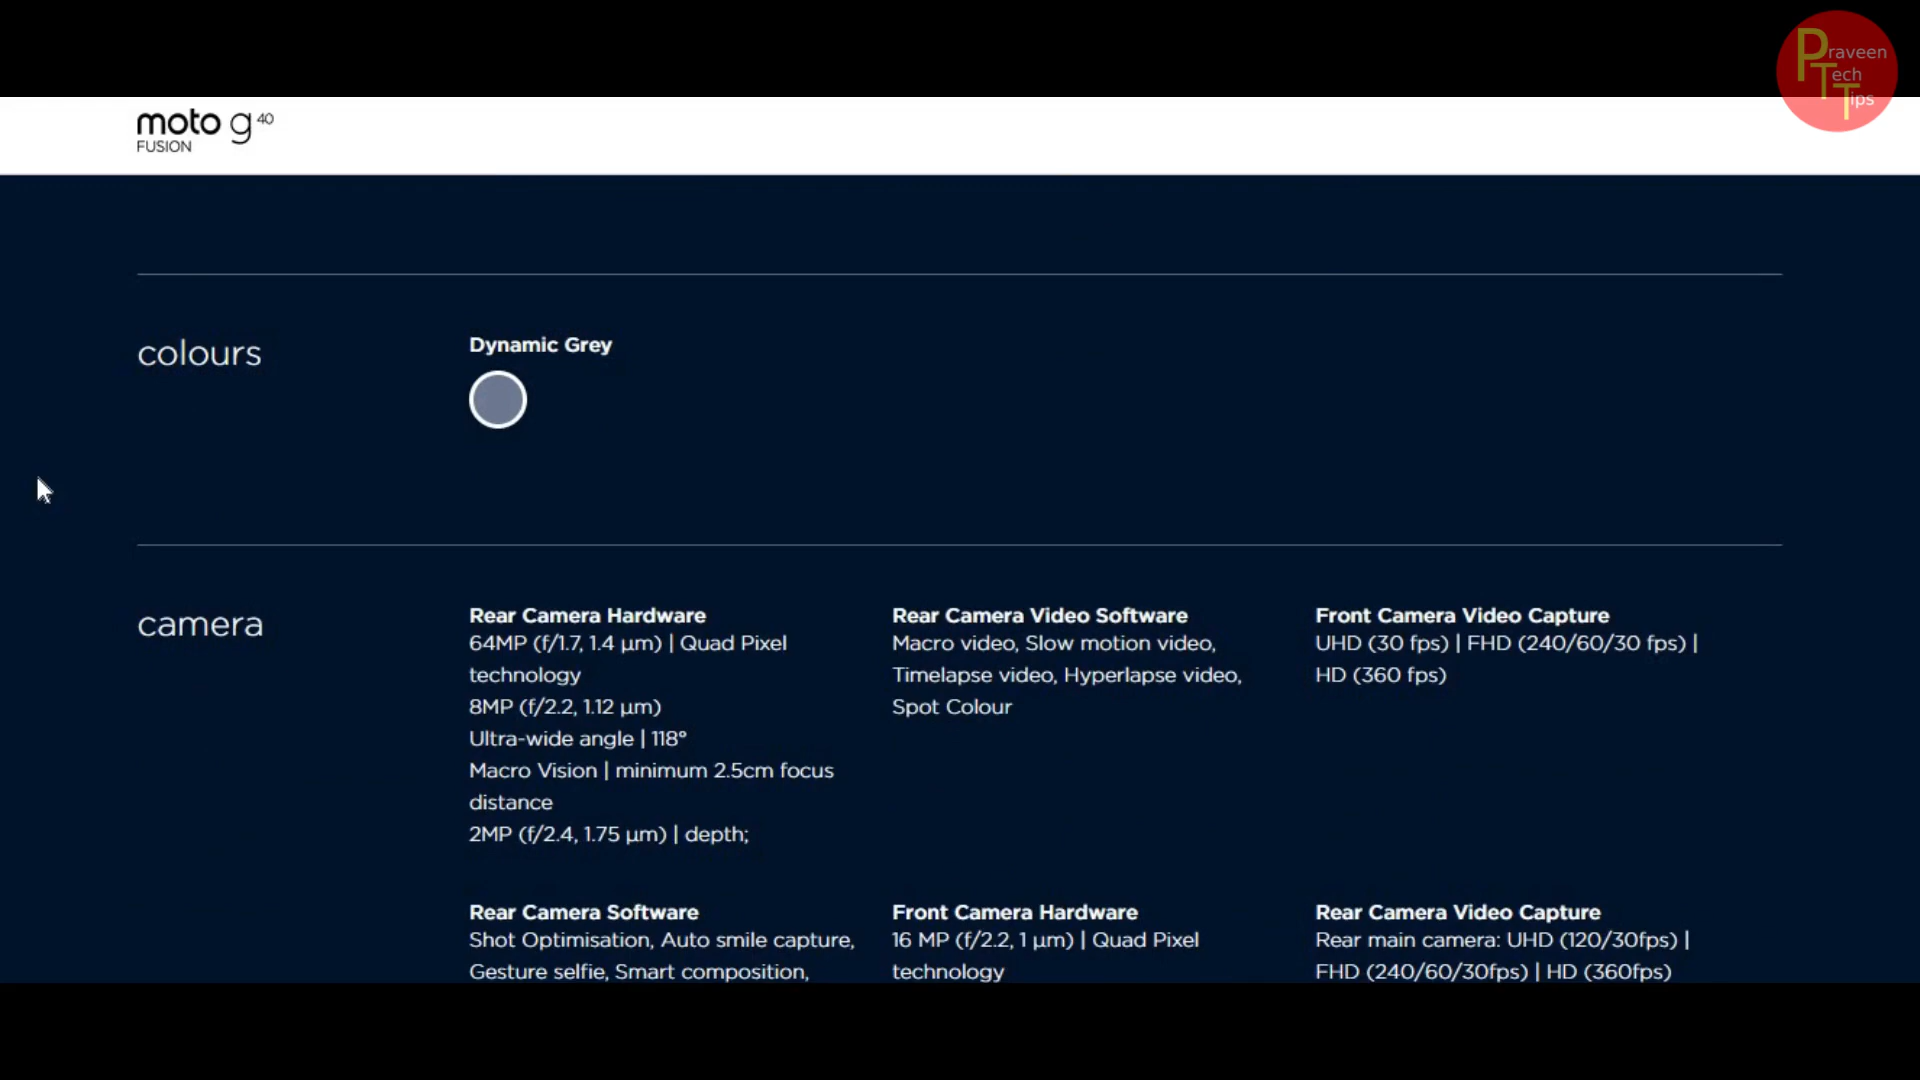 Praveen
Tech
Tips
moto g 40
FUSION
colours
Dynamic Grey
camera
Rear Camera Hardware
64MP (f/1.7, 1.4 µm) | Quad Pixel
technology
8MP (f/2.2, 1.12 µm)
Ultra-wide angle | 118°
Macro Vision | minimum 2.5cm focus
distance
2MP (f/2.4, 1.75 µm) | depth;
Rear Camera Video Software
Macro video, Slow motion video,
Timelapse video, Hyperlapse video,
Spot Colour
Front Camera Video Capture
UHD (30 fps) | FHD (240/60/30 fps) |
HD (360 fps)
Rear Camera Software
Shot Optimisation, Auto smile capture,
Gesture selfie, Smart composition,
Front Camera Hardware
16 MP (f/2.2, 1 µm) | Quad Pixel
technology
Rear Camera Video Capture
Rear main camera: UHD (120/30fps) |
FHD (240/60/30fps) | HD (360fps)